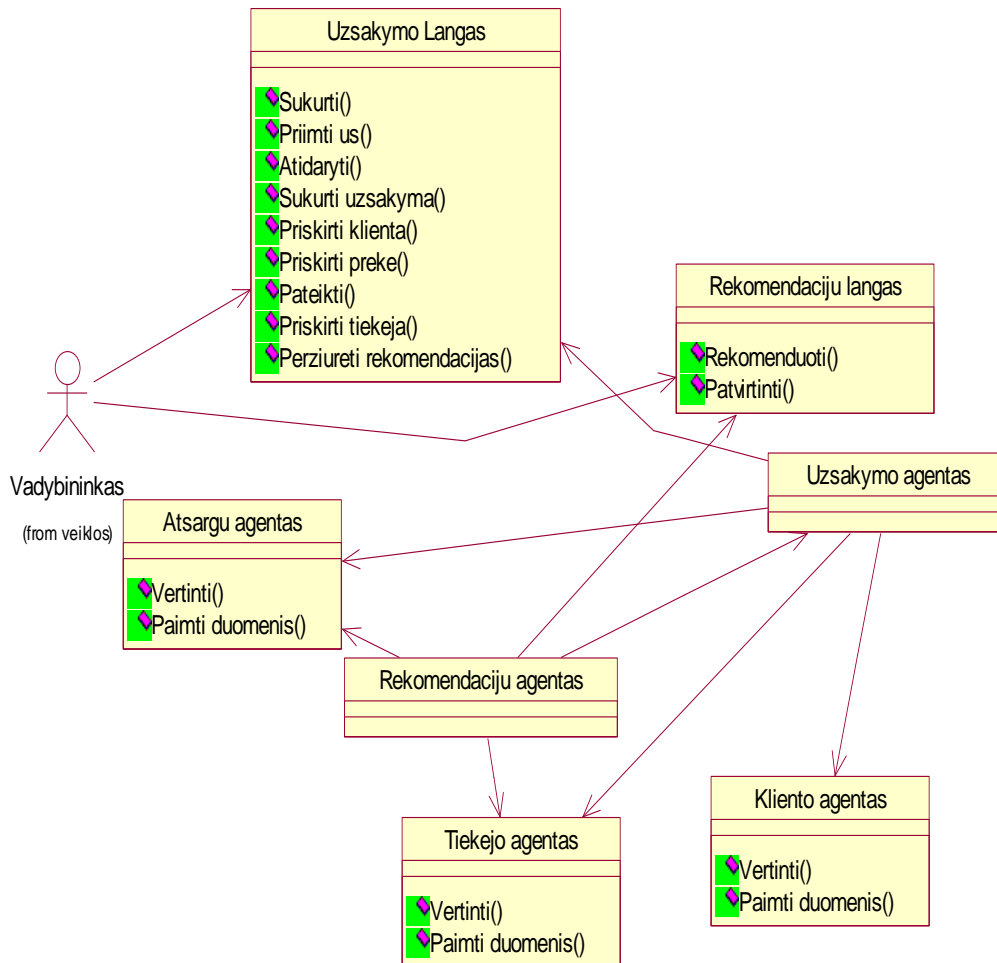 Uzsakymo Langas
Sukurti()
Priimti us()
Atidaryti()
Sukurti uzsakyma()
Priskirti klienta()
Priskirti preke()
Pateikti()
Priskirti tiekeja()
Perziureti rekomendacijas()
Rekomendaciju langas
Rekomenduoti()
Patvirtinti()
Vadybininkas
(from veiklos)
Uzsakymo agentas
Atsargu agentas
Vertinti()
Paimti duomenis()
Rekomendaciju agentas
Tiekejo agentas
Vertinti()
Paimti duomenis()
Kliento agentas
Vertinti()
Paimti duomenis()